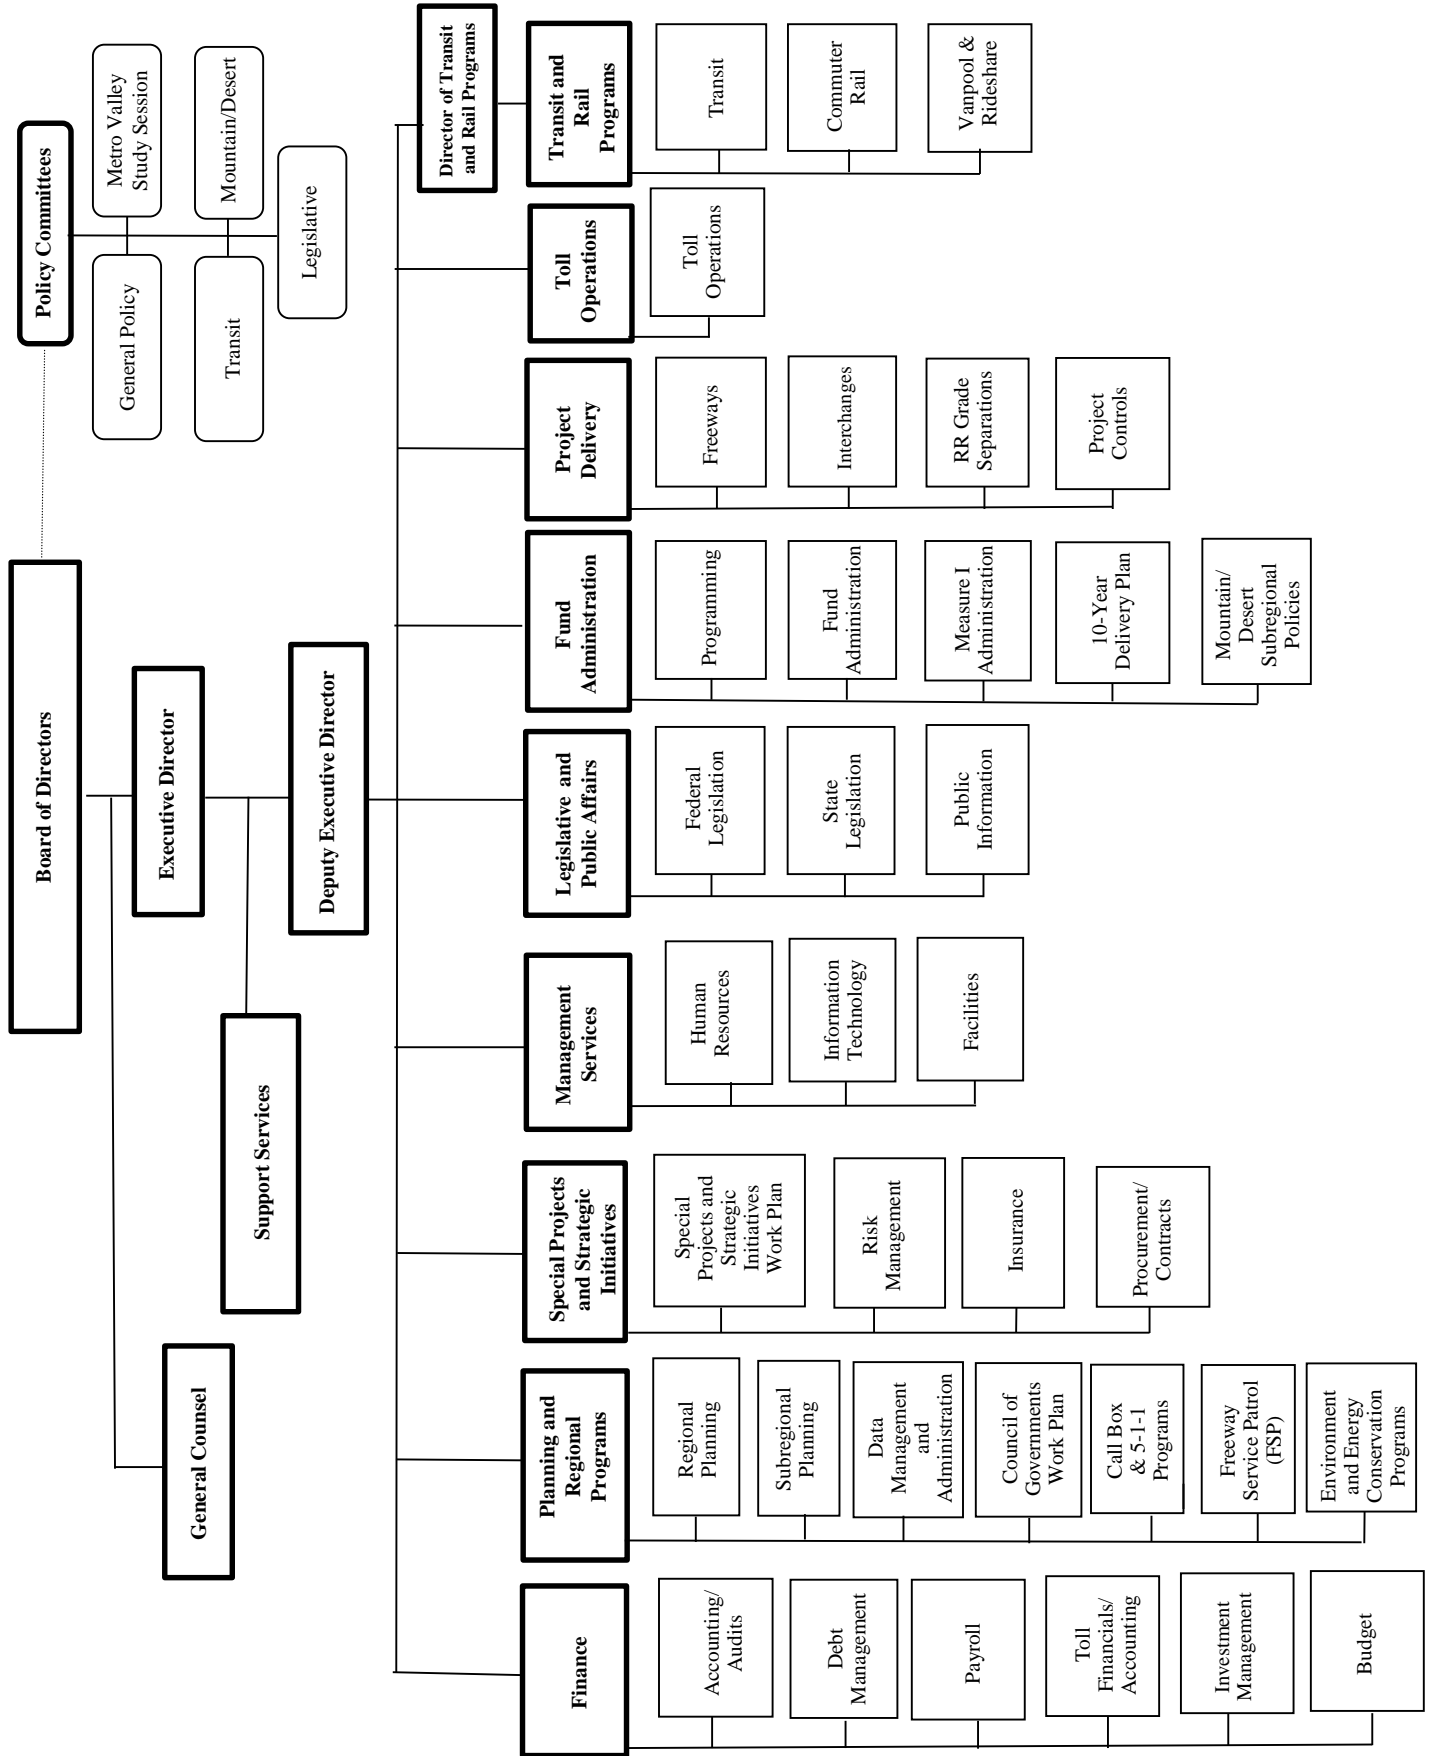 Board of Directors
Policy Committees
General Policy
Metro Valley
Study Session
Transit
Mountain/Desert
Legislative
General Counsel
Executive Director
Support Services
Deputy Executive Director
Director of Transit
and Rail Programs
Finance
Accounting/
Audits
Debt
Management
Payroll
Toll
Financials/
Accounting
Investment
Management
Budget
Planning and
Regional
Programs
Regional
Planning
Subregional
Planning
Data
Management
and
Administration
Council of
Governments
Work Plan
Call Box
& 5-1-1
Programs
Freeway
Service Patrol
(FSP)
Environment
and Energy
Conservation
Programs
Special Projects
and Strategic
Initiatives
Special
Projects and
Strategic
Initiatives
Work Plan
Risk
Management
Insurance
Procurement/
Contracts
Management
Services
Human
Resources
Information
Technology
Facilities
Legislative and
Public Affairs
Federal
Legislation
State
Legislation
Public
Information
Fund
Administration
Programming
Fund
Administration
Measure I
Administration
10-Year
Delivery Plan
Mountain/
Desert
Subregional
Policies
Project
Delivery
Freeways
Interchanges
RR Grade
Separations
Project
Controls
Toll
Operations
Toll
Operations
Transit and
Rail
Programs
Transit
Commuter
Rail
Vanpool &
Rideshare